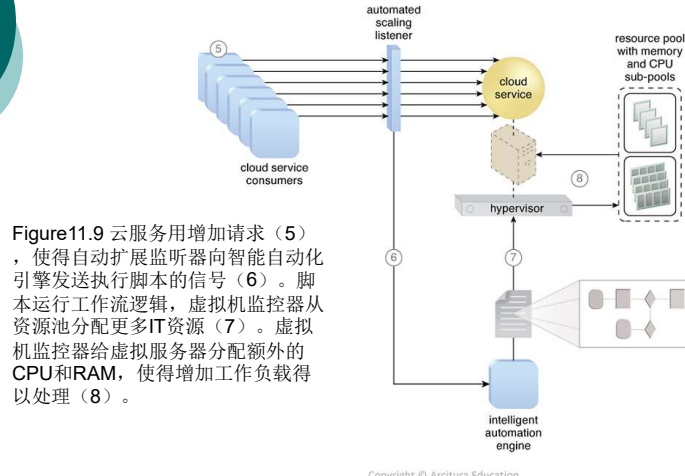 automated
scaling
listener
resource pool
with memory
and CPU
sub-pools
5
cloud
service
cloud service
consumers
8
hypervisor
Figure11.9 云服务用增加请求（5）
，使得自动扩展监听器向智能自动化
引擎发送执行脚本的信号（6）。脚
本运行工作流逻辑，虚拟机监控器从
资源池分配更多IT资源（7）。虚拟
机监控器给虚拟服务器分配额外的
CPU和RAM，使得增加工作负载得
以处理（8）。
6
7
intelligent
automation
engine
Copyright © Arcitura Education